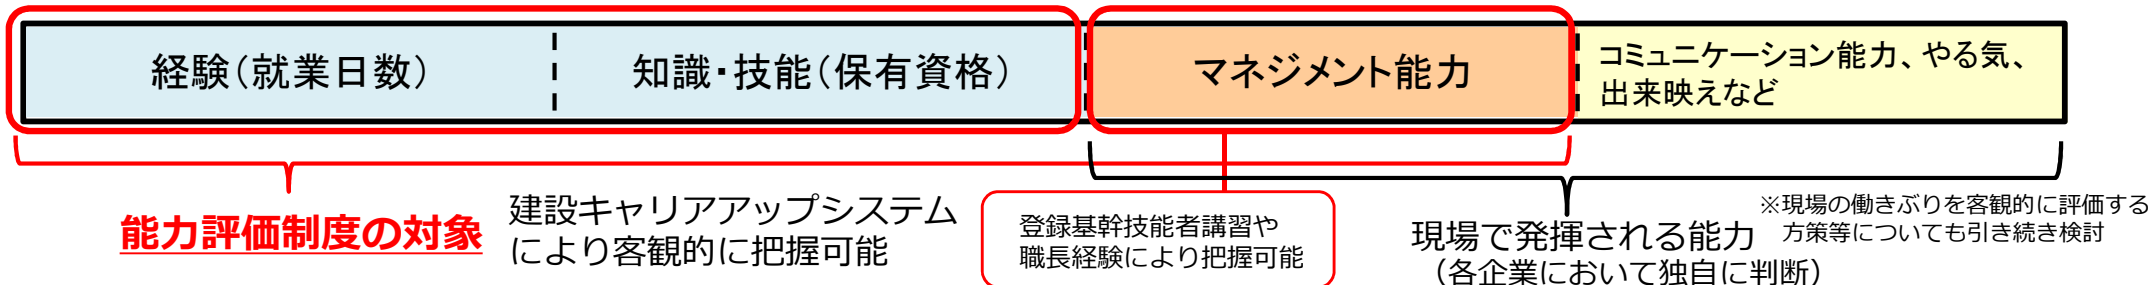 経験(就業日数)
知識・技能(保有資格)
マネジメント能力
コミュニケーション能力、やる気、
出来映えなど
能力評価制度の対象
建設キャリアアップシステム
により客観的に把握可能
登録基幹技能者講習や
職長経験により把握可能
現場で発揮される能力
（各企業において独自に判断）
※現場の働きぶりを客観的に評価する
方策等についても引き続き検討